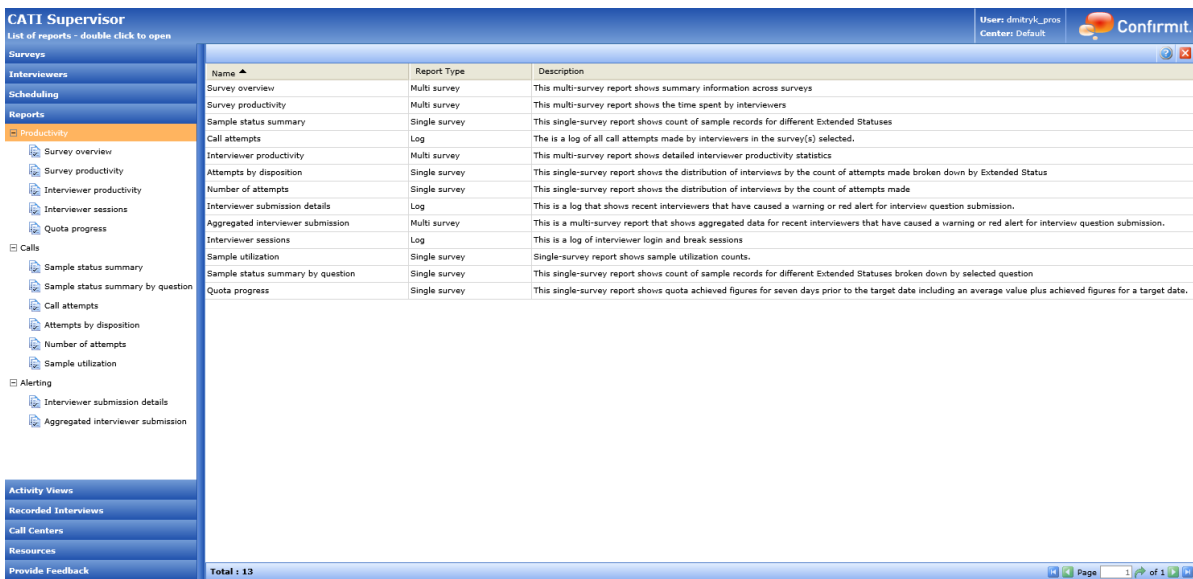 CATI Supervisor
List of reports - double click to open
User: dmitryk_pros
Center: Default
Confirmit.
Surveys
Interviewers
Scheduling
Reports
Productivity
Survey overview
Survey productivity
Interviewer productivity
Interviewer sessions
Quota progress
Calls
Sample status summary
Sample status summary by question
Call attempts
Attempts by disposition
Number of attempts
Sample utilization
Alerting
Interviewer submission details
Aggregated interviewer submission
Activity Views
Recorded Interviews
Call Centers
Resources
Provide Feedback
Name Report Type Description
Survey overview Multi survey This multi-survey report shows summary information across surveys
Survey productivity Multi survey This multi-survey report shows the time spent by interviewers
Sample status summary Single survey This single-survey report shows count of sample records for different Extended Statuses
Call attempts Log The is a log of all call attempts made by interviewers in the survey(s) selected.
Interviewer productivity Multi survey This multi-survey report shows detailed interviewer productivity statistics
Attempts by disposition Single survey This single-survey report shows the distribution of interviews by the count of attempts made broken down by Extended Status
Number of attempts Single survey This single-survey report shows the distribution of interviews by the count of attempts made
Interviewer submission details Log This is a log that shows recent interviewers that have caused a warning or red alert for interview question submission.
Aggregated interviewer submission Multi survey This is a multi-survey report that shows aggregated data for recent interviewers that have caused a warning or red alert for interview question submission.
Interviewer sessions Log This is a log of interviewer login and break sessions
Sample utilization Single survey Single-survey report shows sample utilization counts.
Sample status summary by question Single survey This single-survey report shows count of sample records for different Extended Statuses broken down by selected question
Quota progress Single survey This single-survey report shows quota achieved figures for seven days prior to the target date including an average value plus achieved figures for a target date.
Total : 13
Page 1 of 1